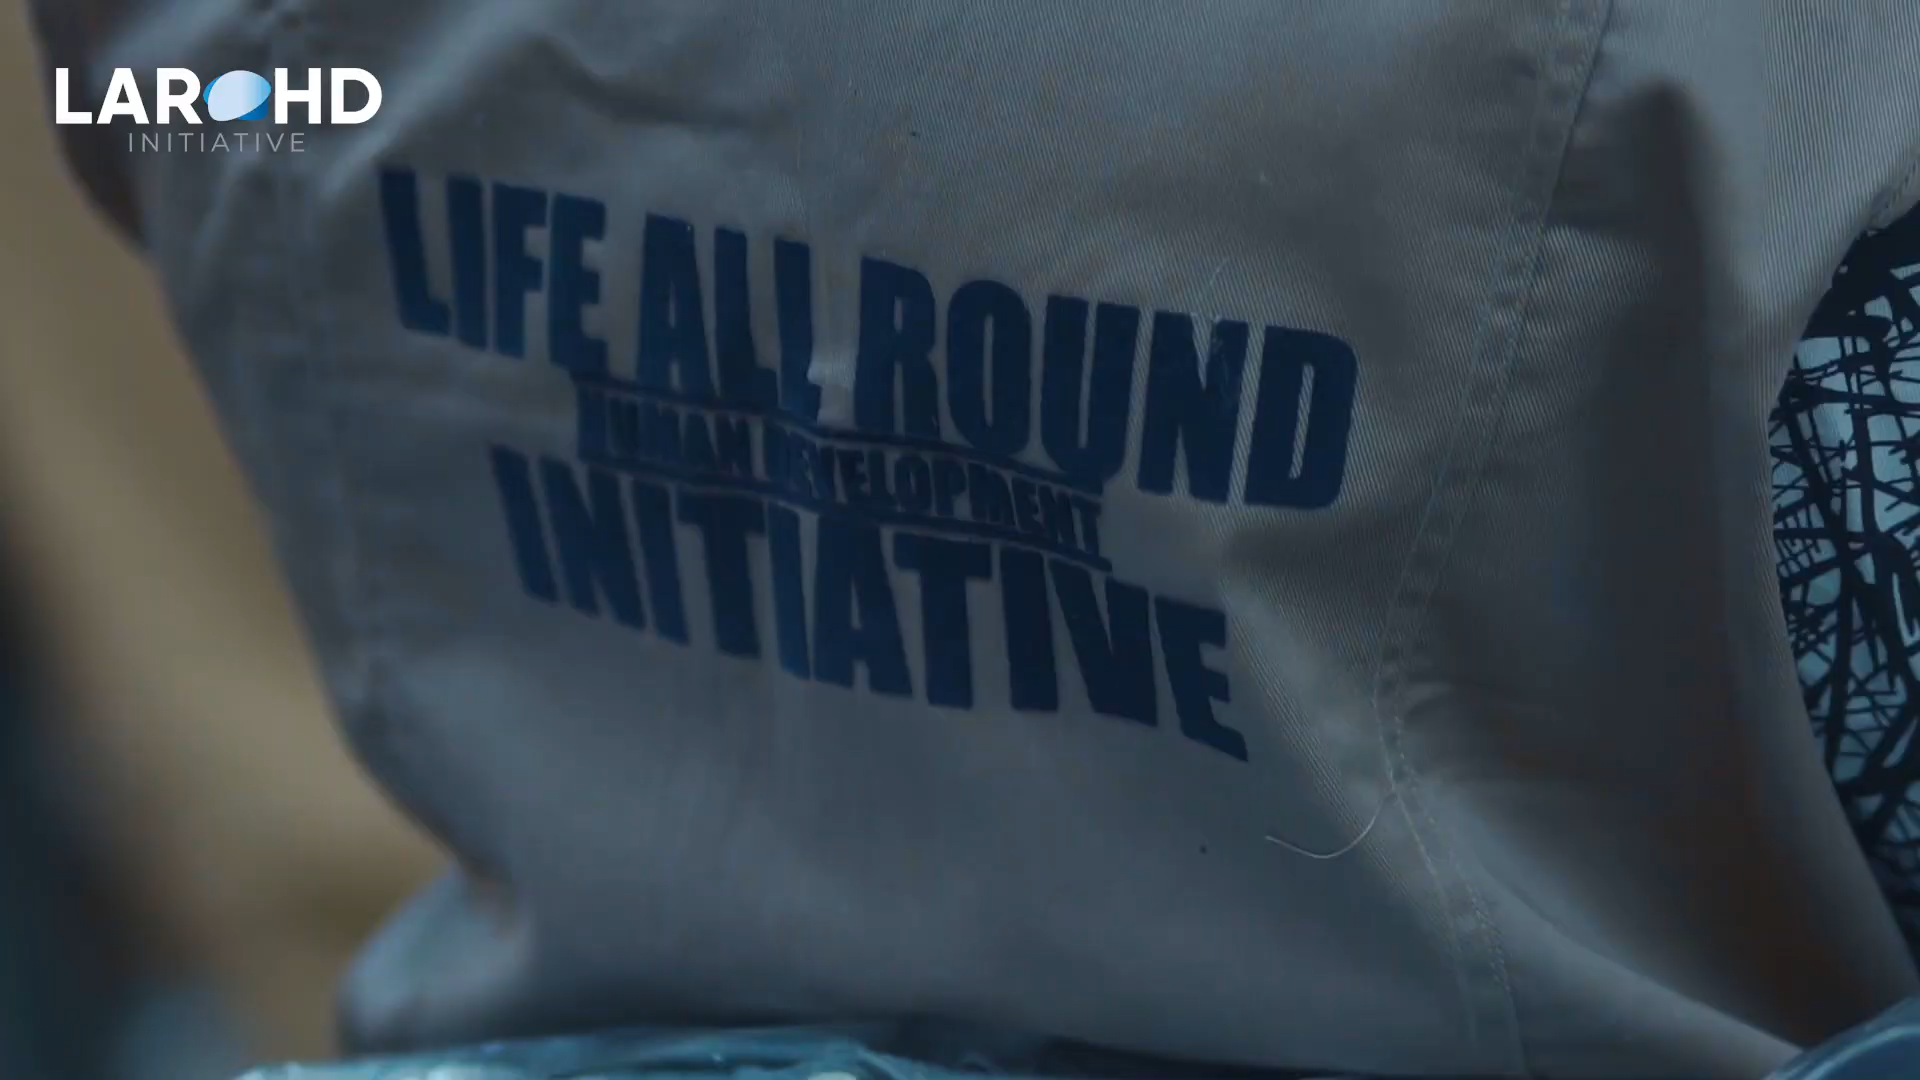 LAROHD
INITIATIVE
LIFE ALL ROUND
HUMAN DEVELOPMENT
INITIATIVE